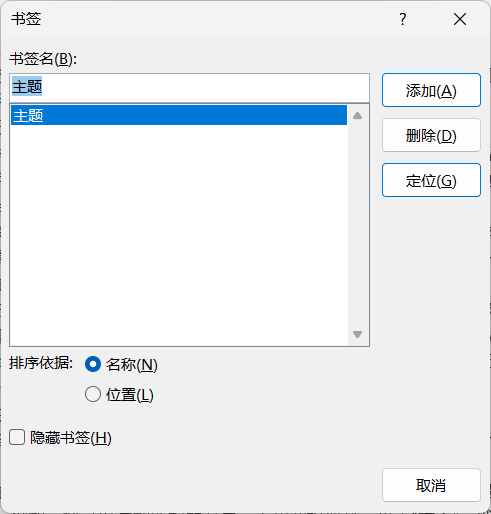 书签
?
书签名(B):
主题
添加(A)
主题
删除(D)
定位(G)
排序依据:
名称(N)
位置(L)
隐藏书签(H)
取消